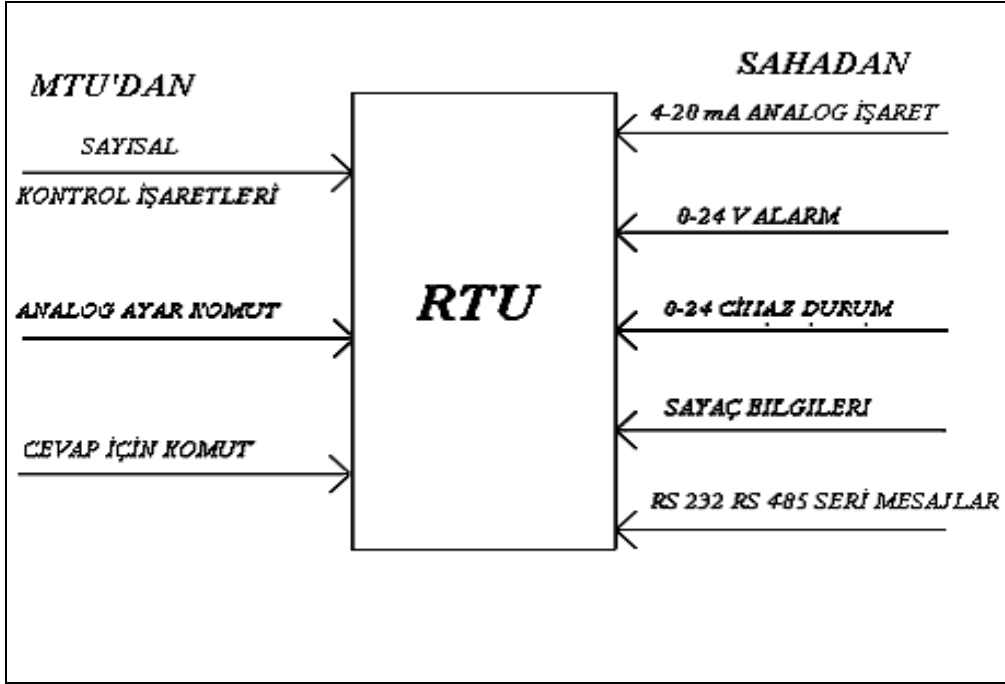 MTU'DAN
SAYISAL
KONTROL İŞARETLERİ
ANALOG AYAR KOMUT
CEVAP İÇİN KOMUT
RTU
SAHADAN
4-20 mA ANALOG İŞARET
0-24 V ALARM
0-24 CİHAZ DURUM
SAYAÇ BILGILERI
RS 232 RS 485 SERİ MESAJLAR